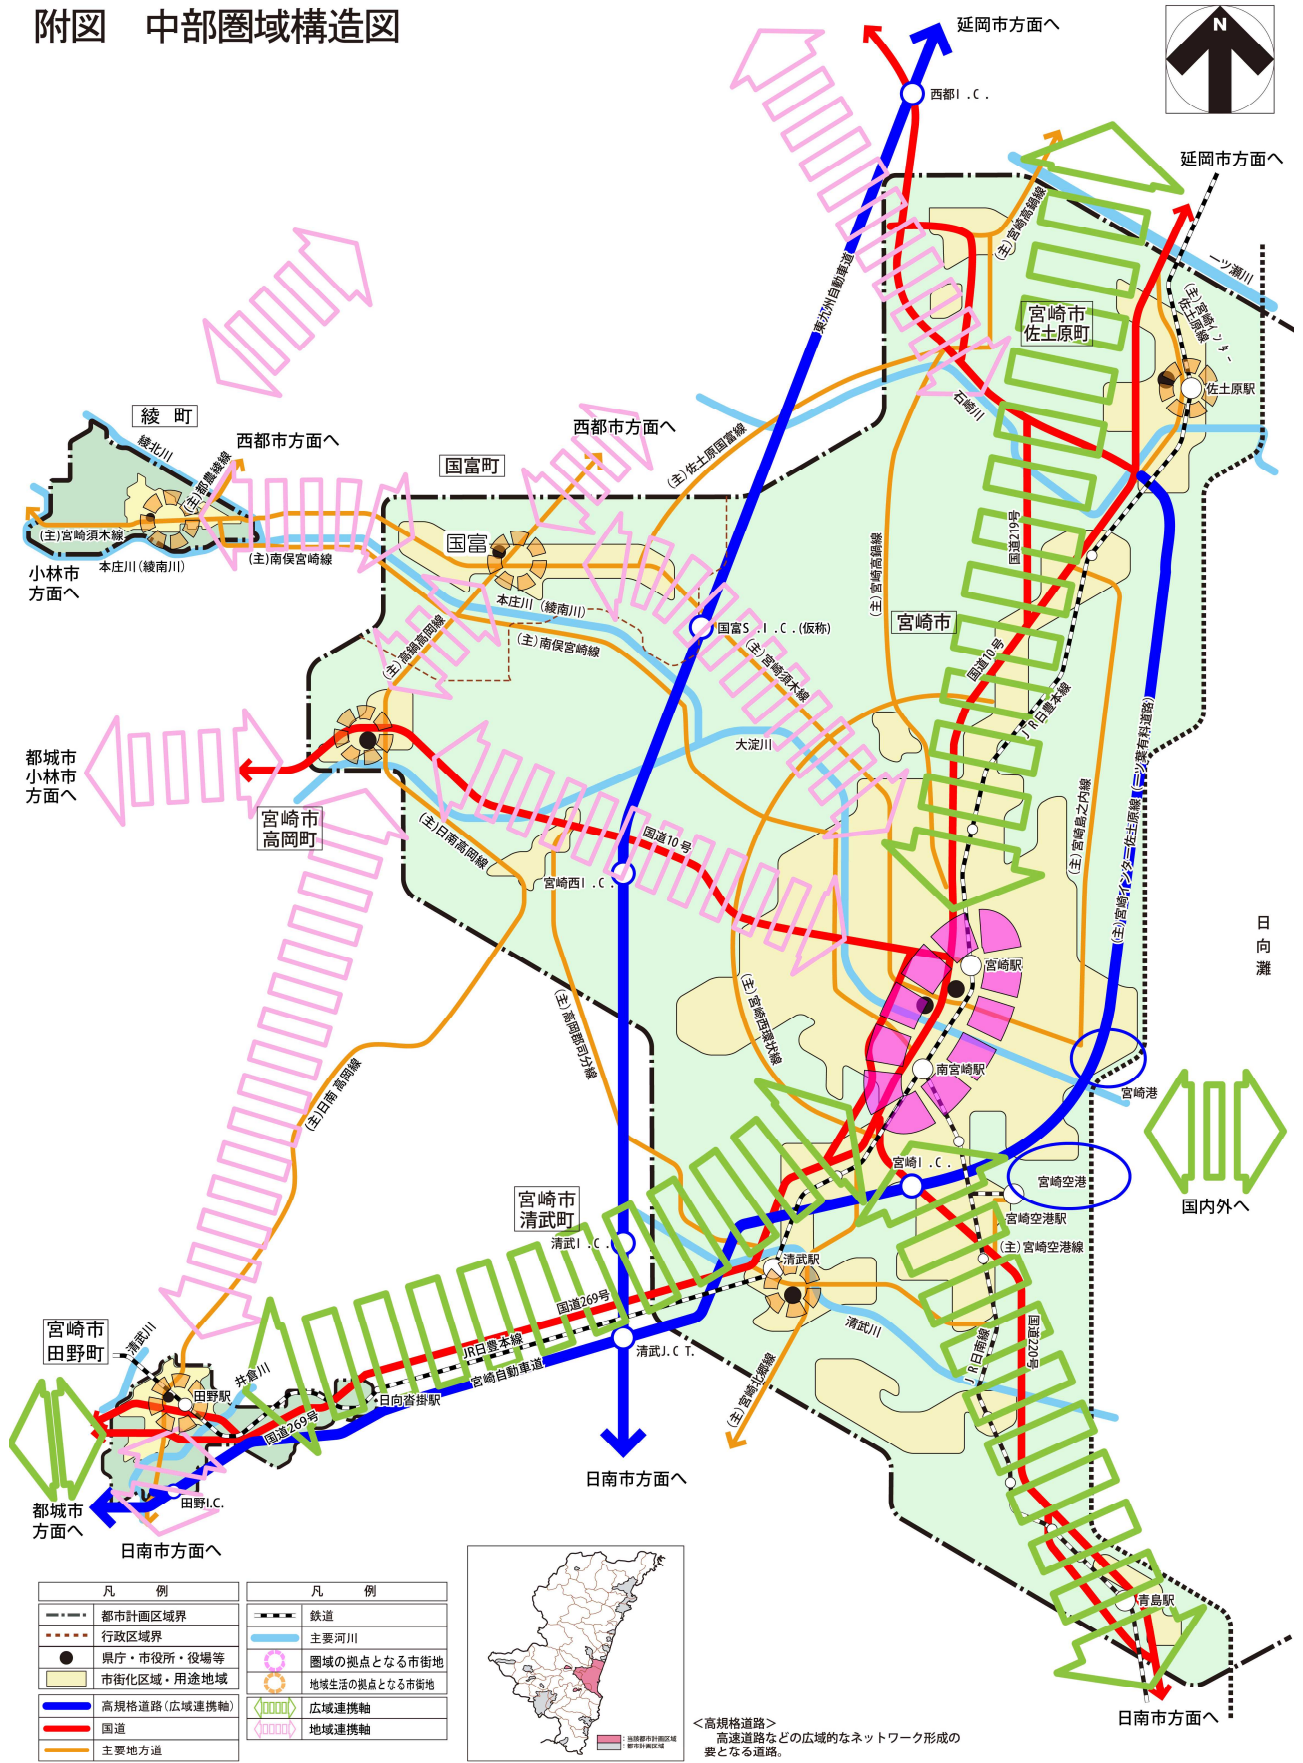 附図　中部圏域構造図
N
延岡市方面へ
西都I.C.
延岡市方面へ
(主)宮崎高鍋線
一ツ瀬川
(主)宮崎インター
佐土原線
宮崎市
佐土原町
佐土原駅
東九州自動車道
石崎川
綾 町
綾北川
西都市方面へ
(主)都農綾線
(主)宮崎須木線
本庄川(綾南川)
(主)南俣宮崎線
小林市
方面へ
国富町
西都市方面へ
(主)佐土原国富線
国富
本庄川(綾南川)
(主)南俣宮崎線
(主)高鍋高岡線
国富S.I.C.(仮称)
(主)宮崎須木線
(主)宮崎高鍋線
国道219号
宮崎市
国道10号
JR日豊本線
大淀川
都城市
小林市
方面へ
宮崎市
高岡町
(主)日南高岡線
国道10号
宮崎西I.C.
(主)宮崎島之内線
(主)宮崎インター佐土原線(一ツ葉有料道路)
日向灘
宮崎駅
(主)宮崎西環状線
(主)高岡郡司分線
南宮崎駅
宮崎港
(主)日南高岡線
宮崎I.C.
宮崎空港
宮崎空港駅
(主)宮崎空港線
国内外へ
宮崎市
清武町
清武I.C.
清武駅
国道269号
清武川
JR日南線
国道220号
宮崎市
田野町
清武川
井倉川
JR日豊本線
宮崎自動車道
清武J.C.T.
(主)宮崎北郷線
田野駅
日向沓掛駅
国道269号
日南市方面へ
都城市
方面へ
田野I.C.
日南市方面へ
青島駅
日南市方面へ
凡　例
都市計画区域界
行政区域界
県庁・市役所・役場等
市街化区域・用途地域
高規格道路(広域連携軸)
国道
主要地方道
凡　例
鉄道
主要河川
圏域の拠点となる市街地
地域生活の拠点となる市街地
広域連携軸
地域連携軸
：当該都市計画区域
：都市計画区域
＜高規格道路＞
高速道路などの広域的なネットワーク形成の
要となる道路。